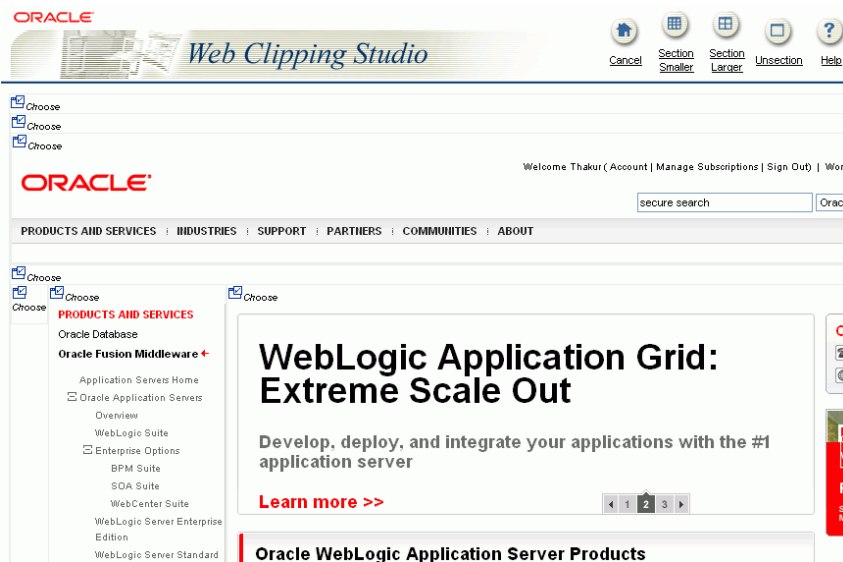 ORACLE
Web Clipping Studio
Cancel
Section Smaller
Section Larger
Unsection
Help
Choose
Choose
Choose
Welcome Thakur ( Account | Manage Subscriptions | Sign Out) |
ORACLE
secure search
PRODUCTS AND SERVICES INDUSTRIES SUPPORT PARTNERS COMMUNITIES ABOUT
Choose
Choose
Choose
Choose
PRODUCTS AND SERVICES
Oracle Database
Oracle Fusion Middleware
Application Servers Home
Oracle Application Servers
Overview
WebLogic Suite
Enterprise Options
BPM Suite
SOA Suite
WebCenter Suite
WebLogic Server Enterprise
Edition
WebLogic Server Standard
WebLogic Application Grid:
Extreme Scale Out
Develop, deploy, and integrate your applications with the #1
application server
Learn more >>
1 2 3
Oracle WebLogic Application Server Products